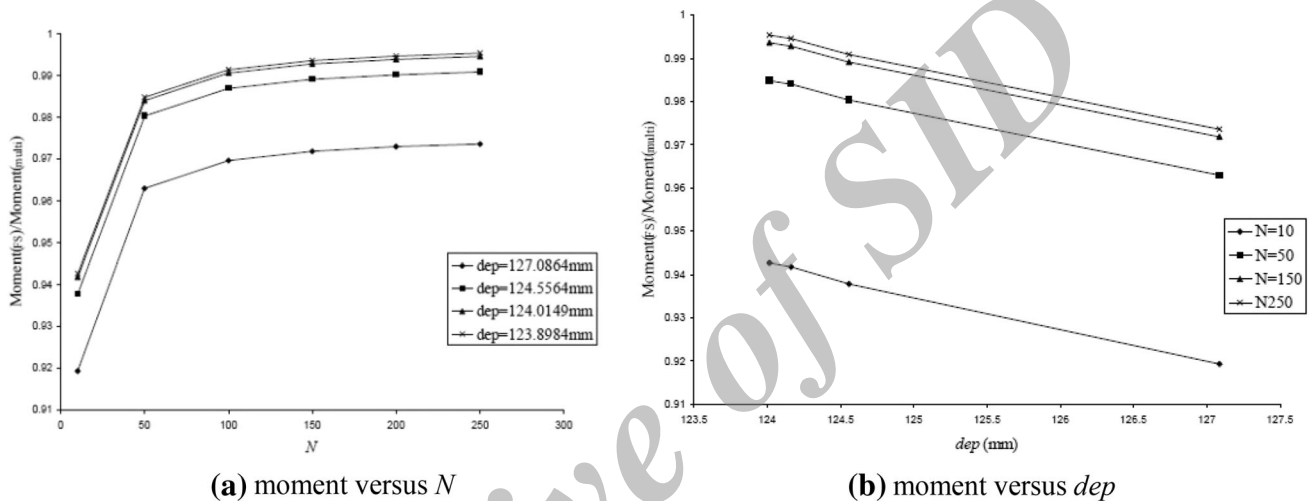 Moment(FS)/Moment(multi)
1
0.99
0.98
0.97
0.96
0.95
0.94
0.93
0.92
0.91
0
50
100
150
200
250
300
N
dep=127.0864mm
dep=124.5564mm
dep=124.0149mm
dep=123.8984mm
(a) moment versus N
Moment(FS)/Moment(multi)
1
0.99
0.98
0.97
0.96
0.95
0.94
0.93
0.92
0.91
123.5
124
124.5
125
125.5
126
126.5
127
127.5
dep (mm)
N=10
N=50
N=150
N250
(b) moment versus dep
ive of SID